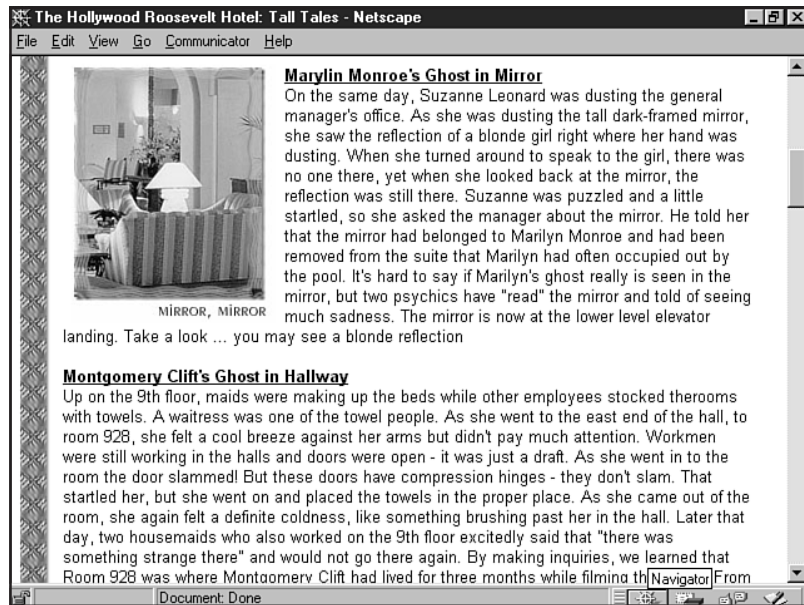 The Hollywood Roosevelt Hotel: Tall Tales - Netscape
File Edit View Go Communicator Help
Marylin Monroe's Ghost in Mirror
On the same day, Suzanne Leonard was dusting the general
manager's office. As she was dusting the tall dark-framed mirror,
she saw the reflection of a blonde girl right where her hand was
dusting. When she turned around to speak to the girl, there was
no one there, yet when she looked back at the mirror, the
reflection was still there. Suzanne was puzzled and a little
startled, so she asked the manager about the mirror. He told her
that the mirror had belonged to Marilyn Monroe and had been
removed from the suite that Marilyn had often occupied out by
the pool. It's hard to say if Marilyn's ghost really is seen in the
mirror, but two psychics have "read" the mirror and told of seeing
much sadness. The mirror is now at the lower level elevator
landing. Take a look ... you may see a blonde reflection
MIRROR, MIRROR
Montgomery Clift's Ghost in Hallway
Up on the 9th floor, maids were making up the beds while other employees stocked therooms
with towels. A waitress was one of the towel people. As she went to the east end of the hall, to
room 928, she felt a cool breeze against her arms but didn't pay much attention. Workmen
were still working in the halls and doors were open - it was just a draft. As she went in to the
room the door slammed! But these doors have compression hinges - they don't slam. That
startled her, but she went on and placed the towels in the proper place. As she came out of the
room, she again felt a definite coldness, like something brushing past her in the hall. Later that
day, two housemaids who also worked on the 9th floor excitedly said that "there was
something strange there" and would not go there again. By making inquiries, we learned that
Room 928 was where Montgomery Clift had lived for three months while filming From
Navigator
Document: Done